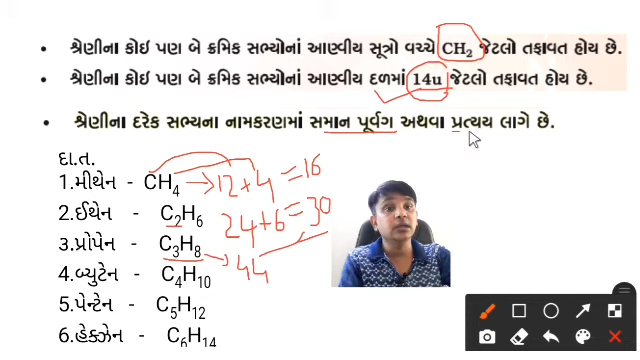 • શ્રેણીના કોઈ પણ બે ક્રમિક સભ્યોનાં આણ્વીય સૂત્રો વચ્ચે CH₂ જેટલો તફાવત હોય છે.
• શ્રેણીના કોઈ પણ બે ક્રમિક સભ્યોનાં આણ્વીય દળમાં 14u જેટલો તફાવત હોય છે.
• શ્રેણીના દરેક સભ્યના નામકરણમાં સમાન પૂર્વગ અથવા પ્રત્યય લાગે છે.
દા.ત.
1.મીથેન - CH₄ → 12+4 = 16
2.ઈથેન - C₂H₆ 24+6 = 30
3.પ્રોપેન - C₃H₈ → 44
4.બ્યુટેન - C₄H₁₀
5.પેન્ટેન - C₅H₁₂
6.હેક્ઝેન - C₆H₁₄